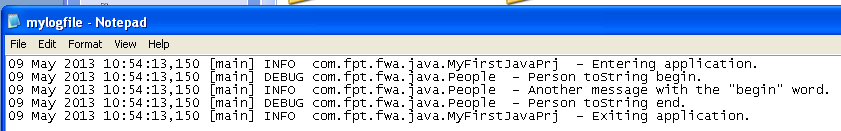 mylogfile - Notepad
File Edit Format View Help
09 May 2013 10:54:13,150 [main] INFO  com.fpt.fwa.java.MyFirstJavaPrj  - Entering application.
09 May 2013 10:54:13,150 [main] DEBUG com.fpt.fwa.java.People  - Person toString begin.
09 May 2013 10:54:13,150 [main] INFO  com.fpt.fwa.java.People  - Another message with the "begin" word.
09 May 2013 10:54:13,150 [main] DEBUG com.fpt.fwa.java.People  - Person toString end.
09 May 2013 10:54:13,150 [main] INFO  com.fpt.fwa.java.MyFirstJavaPrj  - Exiting application.